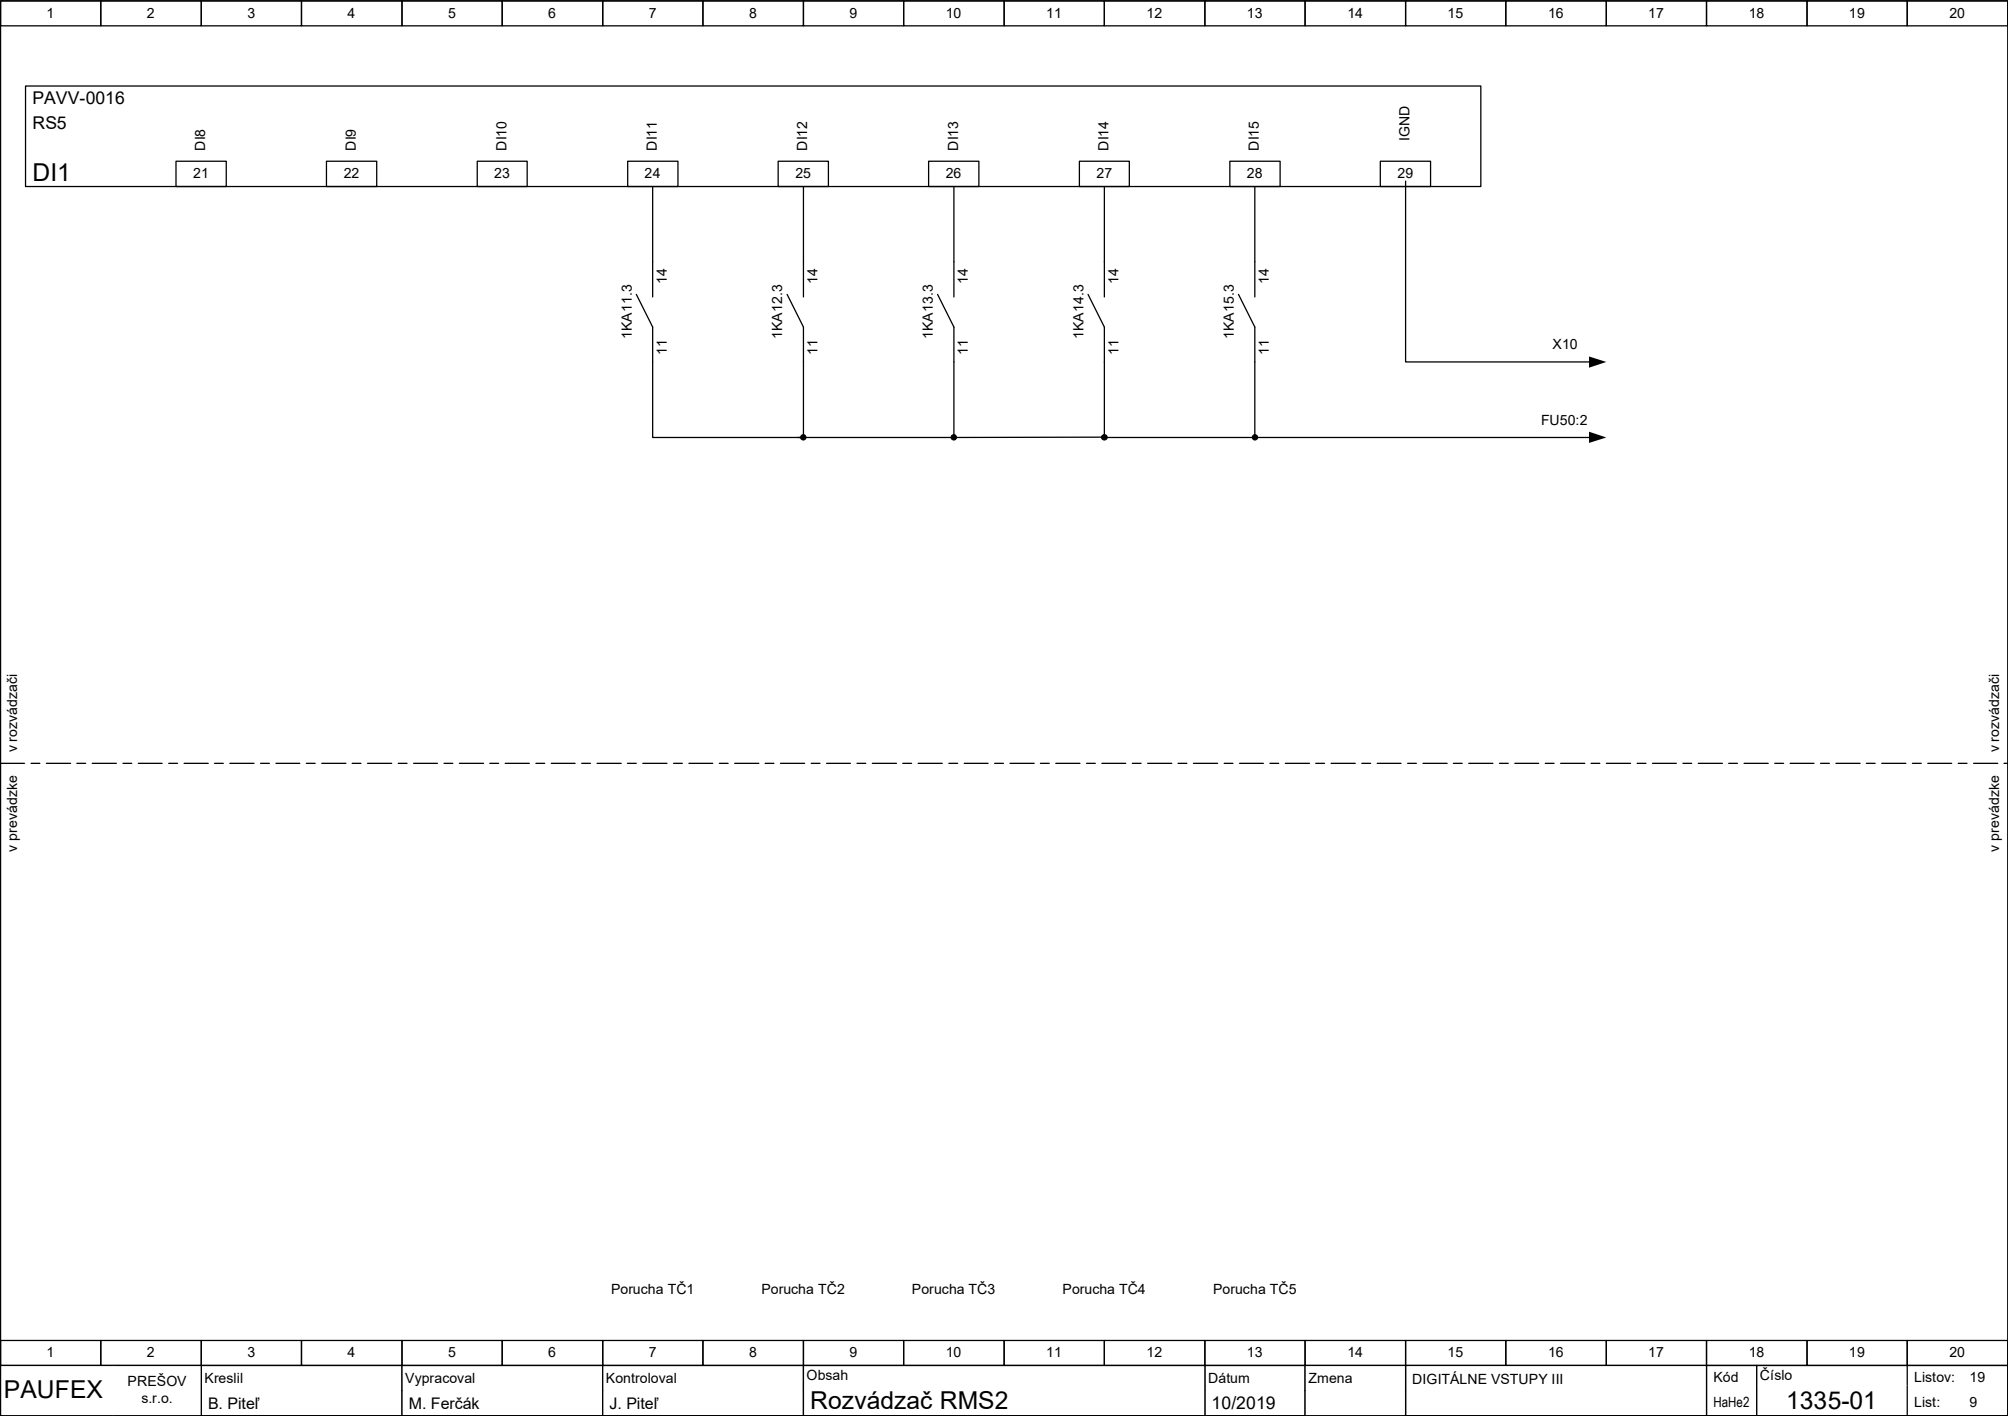 1 2 3 4 5 6 7 8 9 10 11 12 13 14 15 16 17 18 19 20
PAVV-0016
RS5
DI1
DI8 DI9 DI10 DI11 DI12 DI13 DI14 DI15 IGND
21 22 23 24 25 26 27 28 29
14 14 14 14 14
1KA11.3 1KA12.3 1KA13.3 1KA14.3 1KA15.3
11 11 11 11 11
X10
FU50:2
v rozvádzači v rozvádzači
v prevádzke v prevádzke
Porucha TČ1 Porucha TČ2 Porucha TČ3 Porucha TČ4 Porucha TČ5
1 2 3 4 5 6 7 8 9 10 11 12 13 14 15 16 17 18 19 20
PAUFEX PREŠOV s.r.o.
Kreslil
B. Piteľ
Vypracoval
M. Ferčák
Kontroloval
J. Piteľ
Obsah
Rozvádzač RMS2
Dátum
10/2019
Zmena
DIGITÁLNE VSTUPY III
Kód
HaHe2
Číslo
1335-01
Listov: 19
List: 9